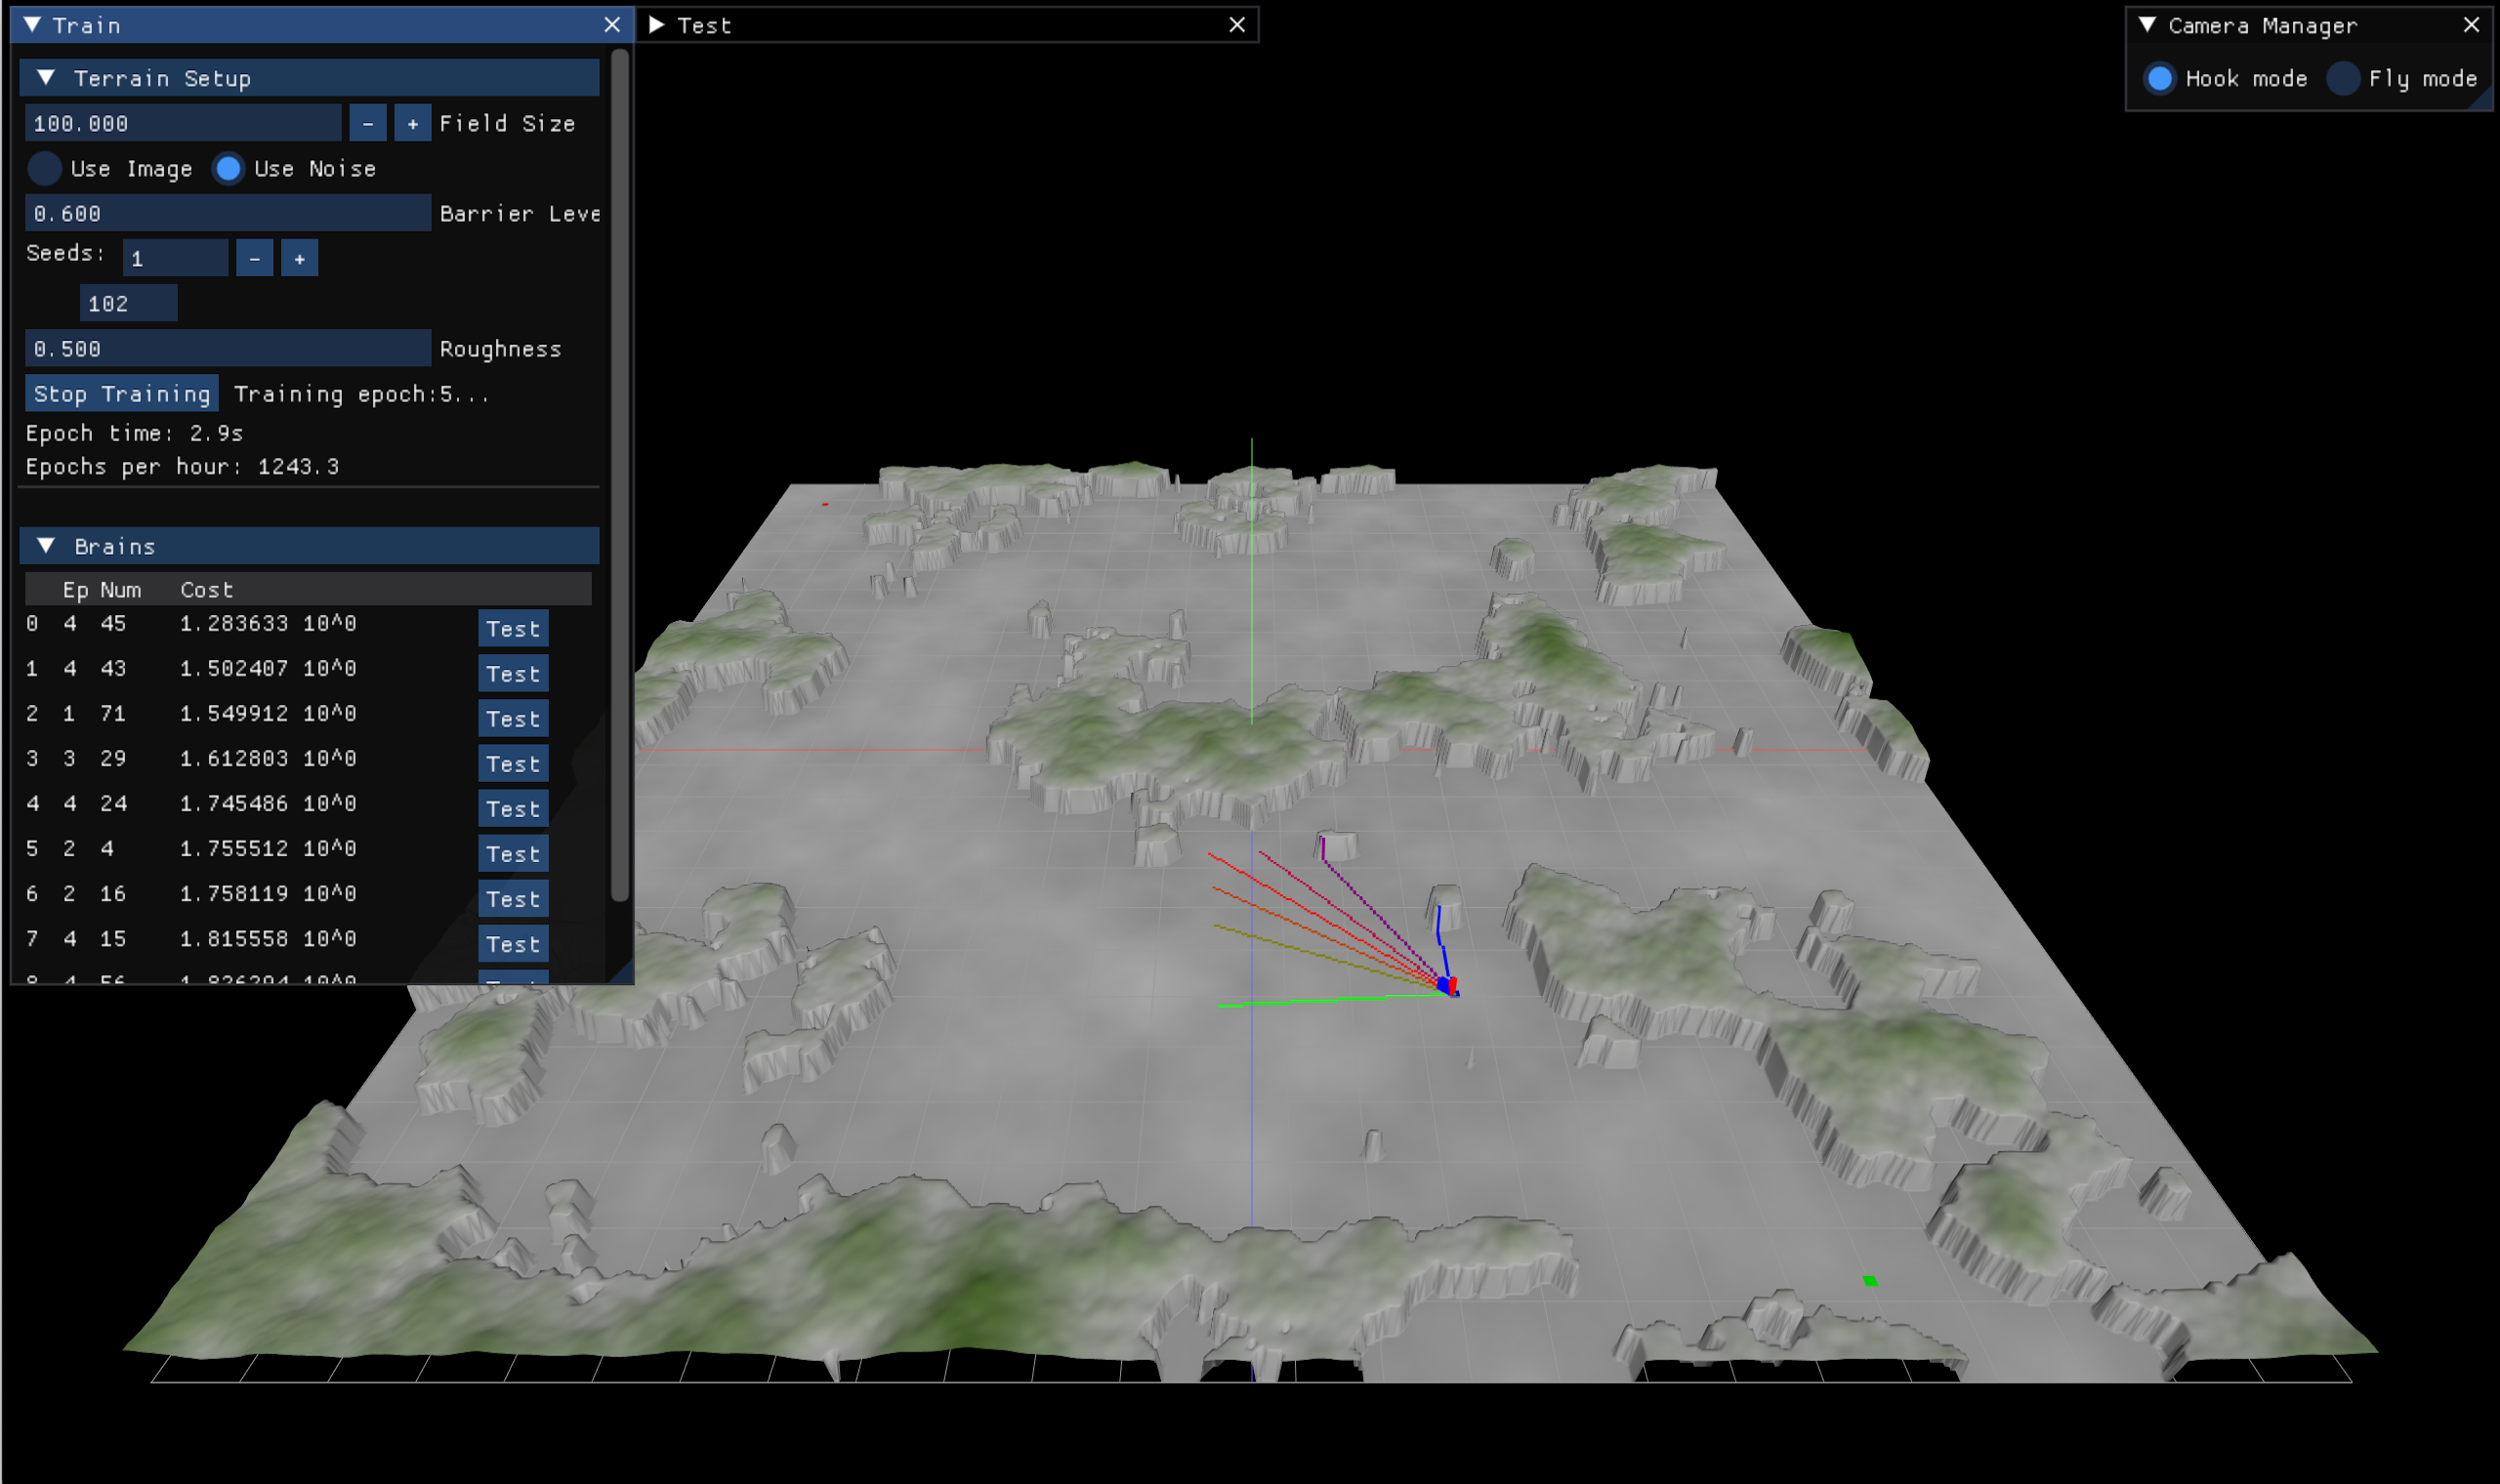 Train
Test
Camera Manager
Hook mode Fly mode
Terrain Setup
100.000 - + Field Size
Use Image Use Noise
0.600 Barrier Leve
Seeds: 1 - +
102
0.500 Roughness
Stop Training Training epoch:5...
Epoch time: 2.9s
Epochs per hour: 1243.3
Brains
Ep Num Cost
0 4 45 1.283633 10^0 Test
1 4 43 1.502407 10^0 Test
2 1 71 1.549912 10^0 Test
3 3 29 1.612803 10^0 Test
4 4 24 1.745486 10^0 Test
5 2 4 1.755512 10^0 Test
6 2 16 1.758119 10^0 Test
7 4 15 1.815558 10^0 Test